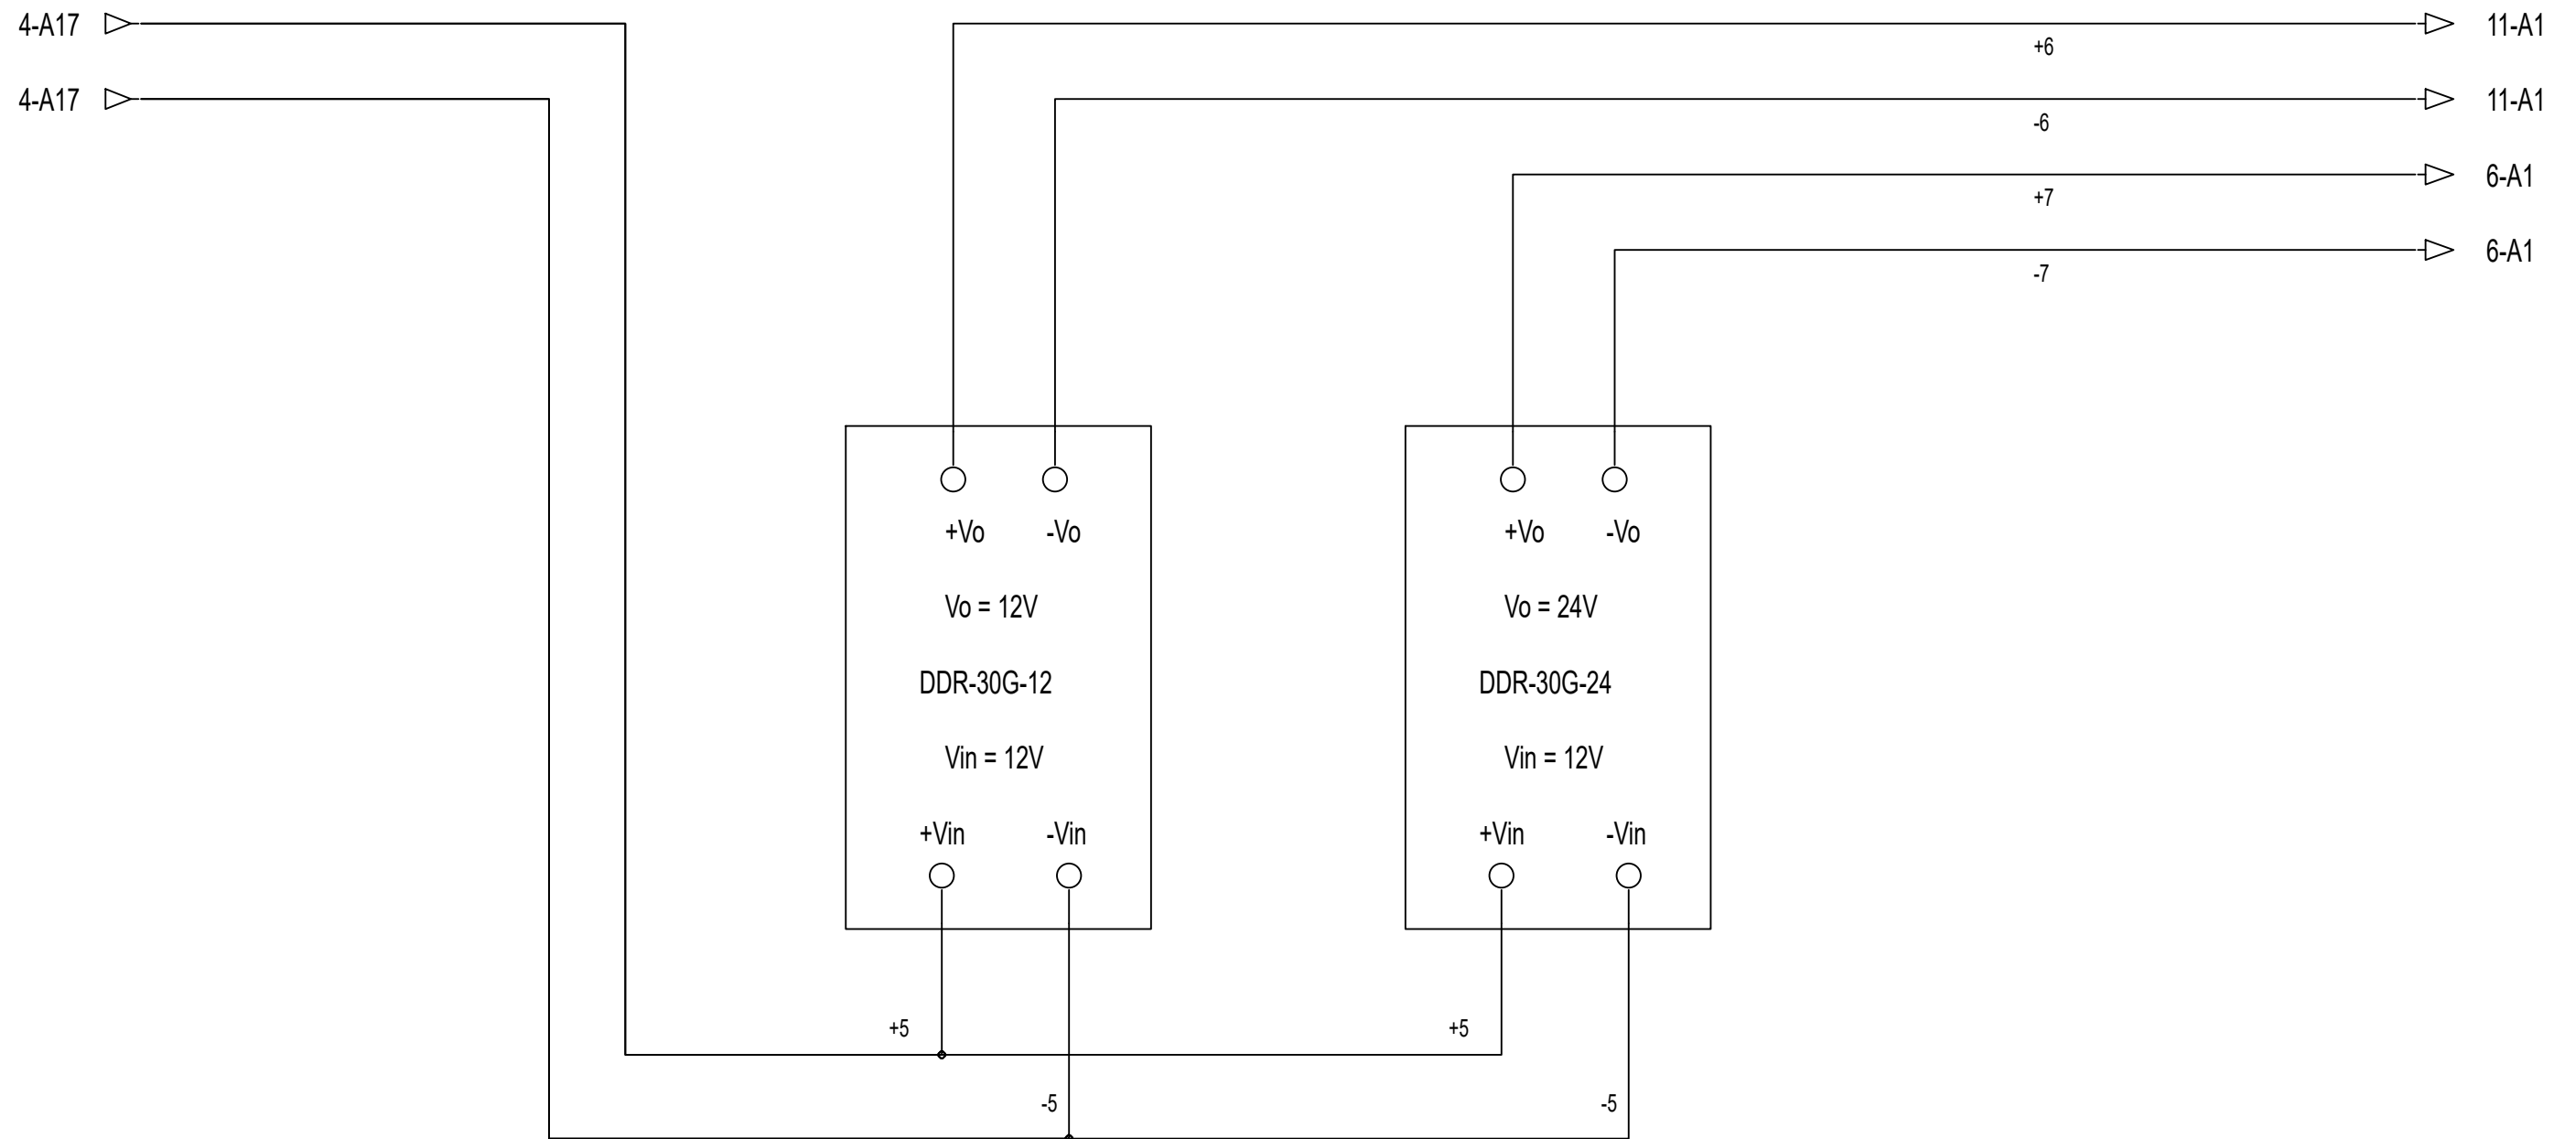 4-A17 11-A1
+6
4-A17 11-A1
-6
6-A1
+7
6-A1
-7
+Vo -Vo +Vo -Vo
Vo = 12V Vo = 24V
DDR-30G-12 DDR-30G-24
Vin = 12V Vin = 12V
+Vin -Vin +Vin -Vin
+5 +5
-5 -5